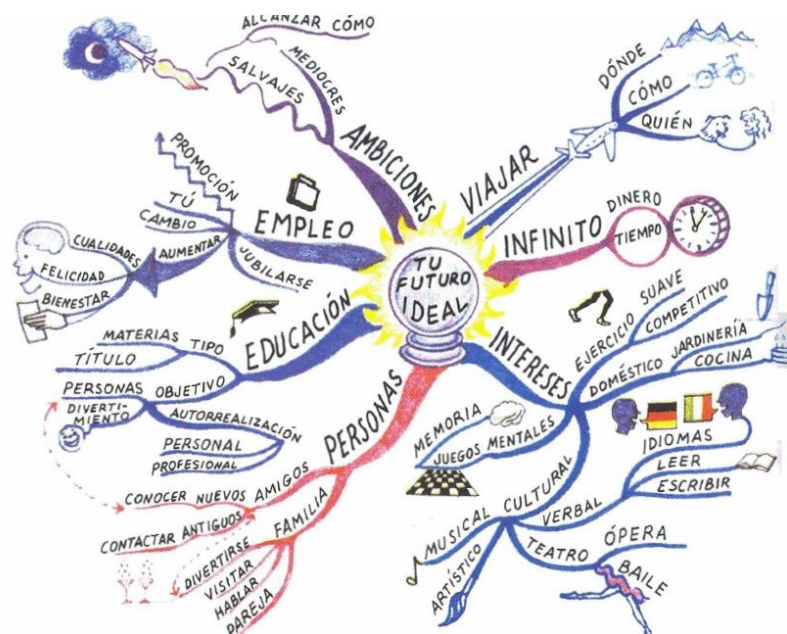 TU
FUTURO
IDEAL
AMBICIONES
MEDIOCRES
SALVAJES
ALCANZAR CÓMO
VIAJAR
DÓNDE
CÓMO
QUIÉN
INFINITO
DINERO
TIEMPO
INTERESES
EJERCICIO
SUAVE
COMPETITIVO
DOMÉSTICO
JARDINERÍA
COCINA
MEMORIA
JUEGOS MENTALES
CULTURAL
VERBAL
IDIOMAS
LEER
ESCRIBIR
TEATRO
ÓPERA
BAILE
MUSICAL
ARTÍSTICO
PERSONAS
AMIGOS
CONOCER NUEVOS
CONTACTAR ANTIGUOS
FAMILIA
DIVERTIRSE
VISITAR
HABLAR
PAREJA
EDUCACIÓN
TIPO
MATERIAS
TÍTULO
OBJETIVO
PERSONAS
DIVERTI-
MIENTO
AUTORREALIZACIÓN
PERSONAL
PROFESIONAL
EMPLEO
PROMOCIÓN
TÚ
CAMBIO
AUMENTAR
CUALIDADES
FELICIDAD
BIENESTAR
JUBILARSE